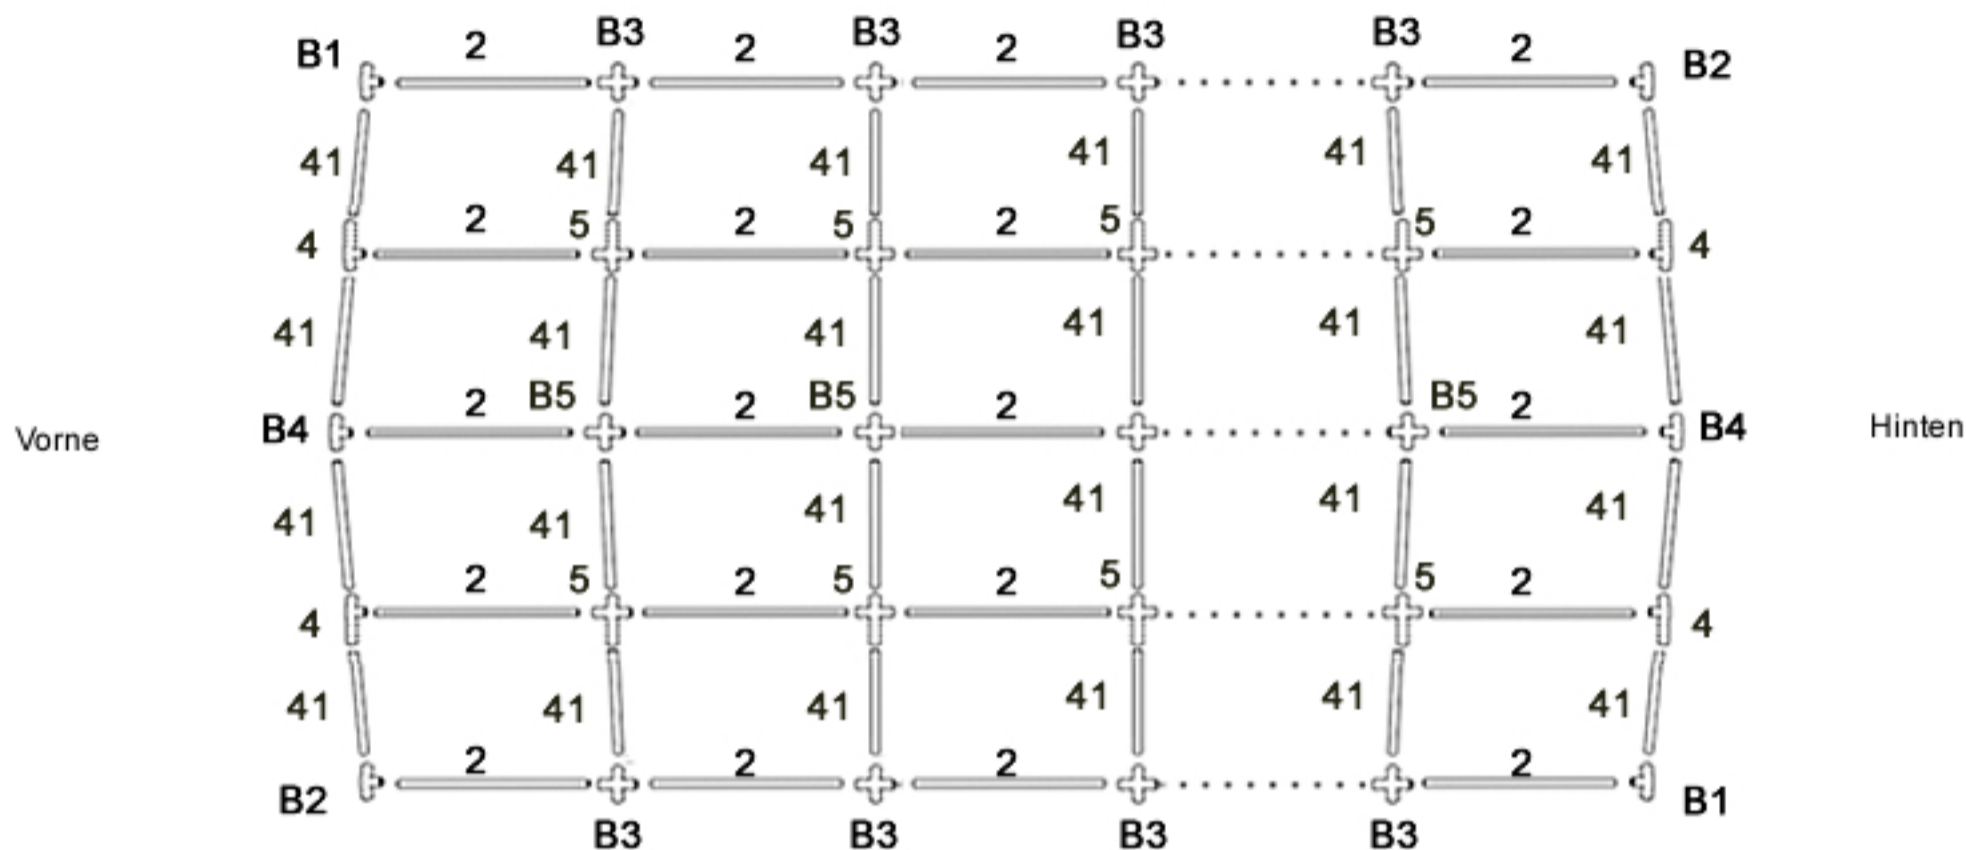 B1 2 B3 2 B3 2 B3 B3 2 B2
41 41 41 41 41 41
4 2 5 2 5 2 5 5 2 4
41 41 41 41 41 41
Vorne B4 2 B5 2 B5 2 B5 2 B4 Hinten
41 41 41 41 41 41
4 2 5 2 5 2 5 5 2 4
41 41 41 41 41 41
B2 2 2 2 2 B1
B3 B3 B3 B3